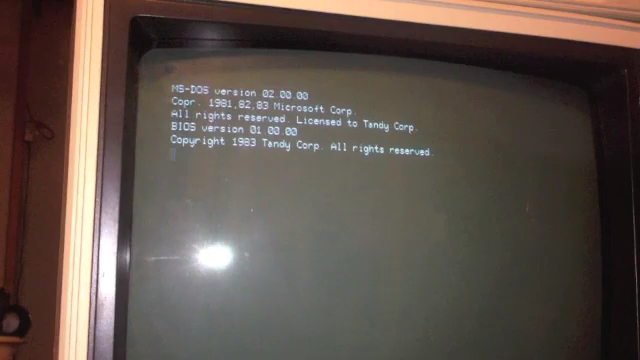 MS-DOS version 02.00.00
Copr. 1981,82,83 Microsoft Corp.
All rights reserved. Licensed to Tandy Corp.
BIOS version 01.00.00
Copyright 1983 Tandy Corp. All rights reserved.